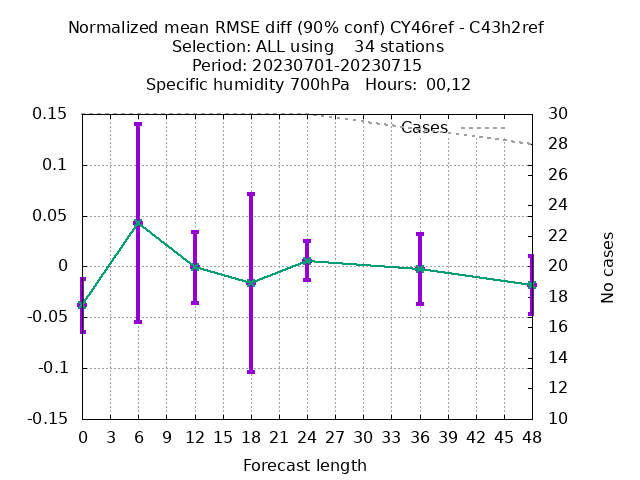 Normalized mean RMSE diff (90% conf) CY46ref - C43h2ref
Selection: ALL using    34 stations
Period: 20230701-20230715
Specific humidity 700hPa   Hours:  00,12
0.15
0.1
0.05
0
-0.05
-0.1
-0.15
Cases
30
28
26
24
22
20
18
16
14
12
10
No cases
0 3 6 9 12 15 18 21 24 27 30 33 36 39 42 45 48
Forecast length